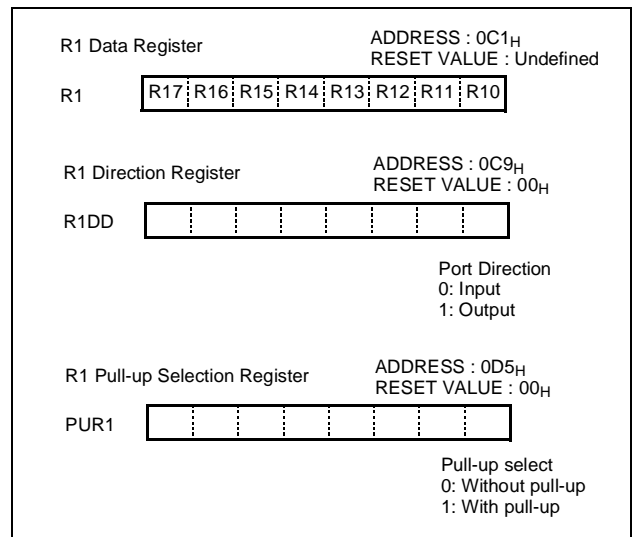 R1 Data Register
ADDRESS : 0C1H
RESET VALUE : Undefined
R1
R17 R16 R15 R14 R13 R12 R11 R10
R1 Direction Register
ADDRESS : 0C9H
RESET VALUE : 00H
R1DD
Port Direction
0: Input
1: Output
R1 Pull-up Selection Register
ADDRESS : 0D5H
RESET VALUE : 00H
PUR1
Pull-up select
0: Without pull-up
1: With pull-up